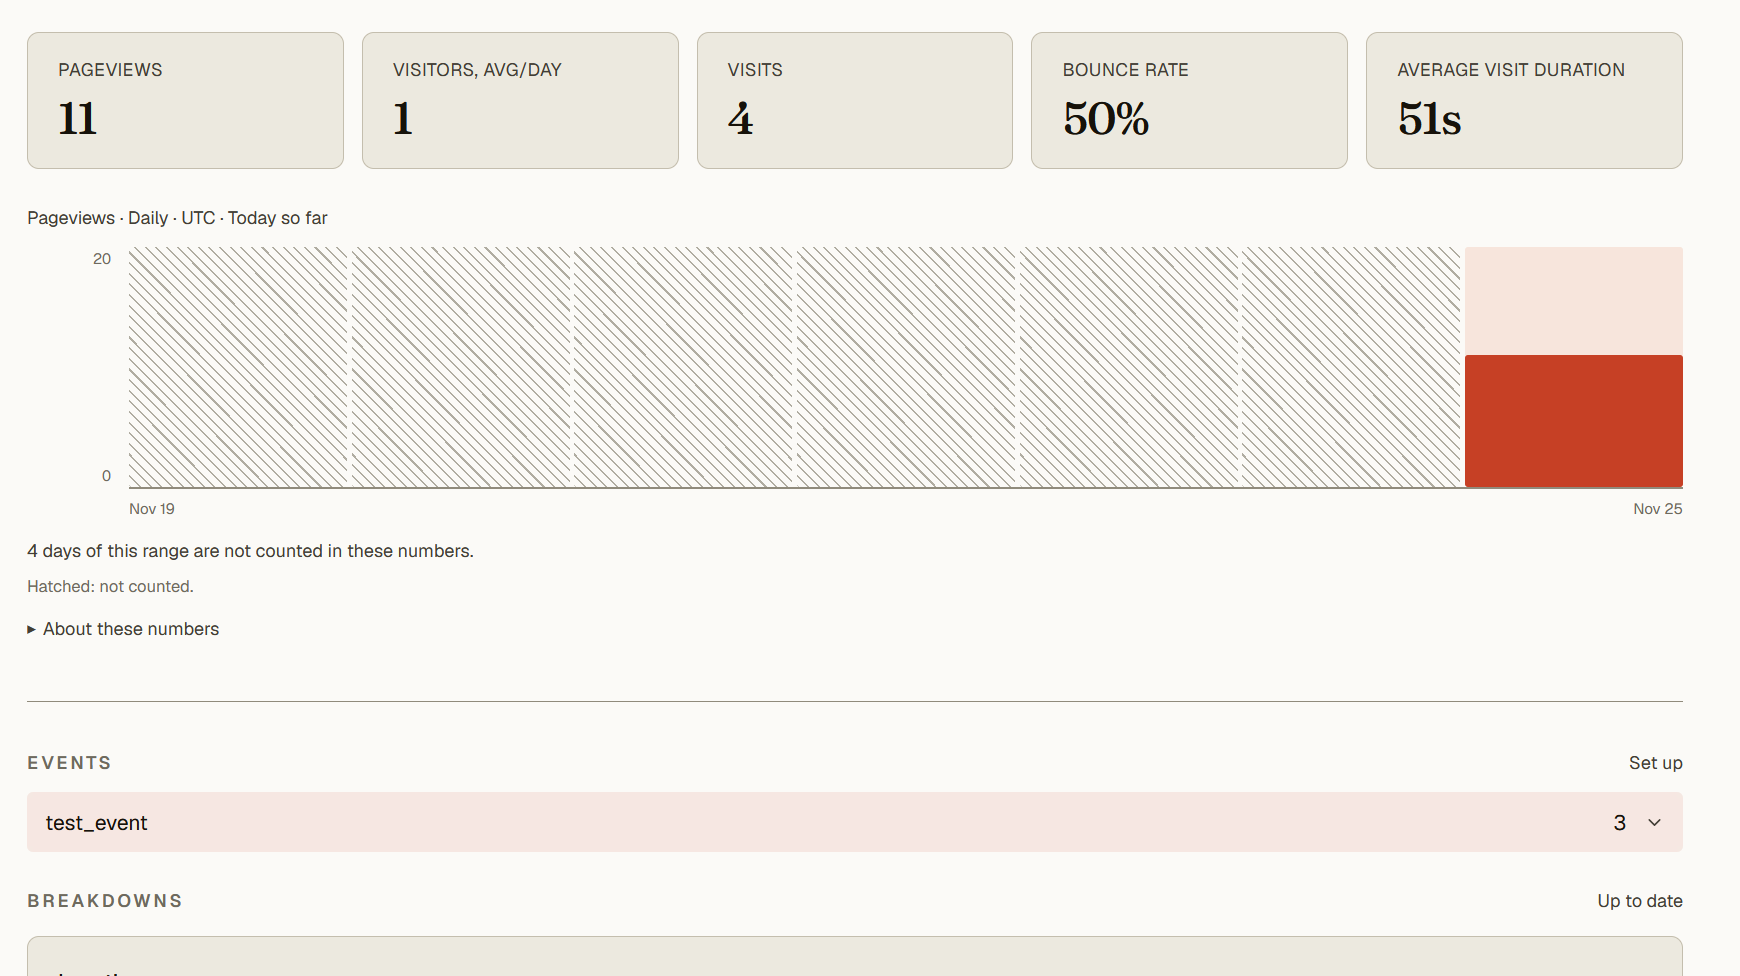 PAGEVIEWS
11
VISITORS, AVG/DAY
1
VISITS
4
BOUNCE RATE
50%
AVERAGE VISIT DURATION
51s
Pageviews · Daily · UTC · Today so far
20
0
Nov 19
Nov 25
4 days of this range are not counted in these numbers.
Hatched: not counted.
▸ About these numbers
EVENTS
Set up
test_event
3
BREAKDOWNS
Up to date